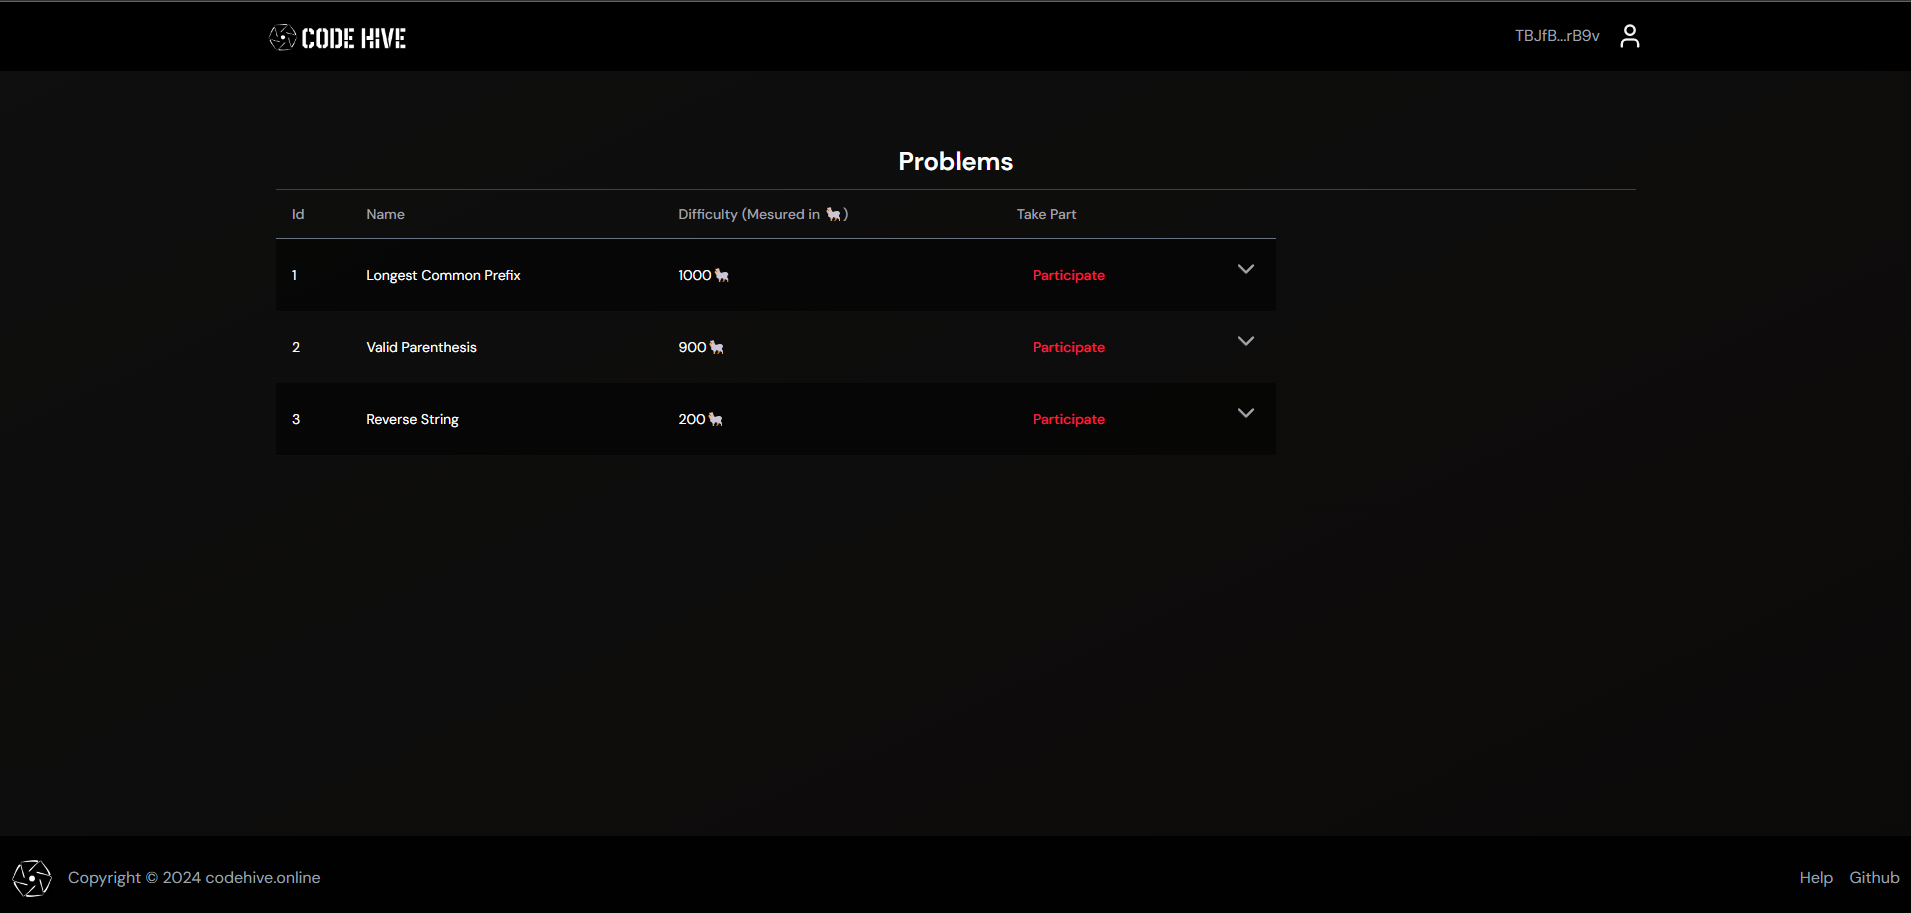 CODE HIVE
TBJfB...rB9v
Problems
Id Name Difficulty (Mesured in 🐐) Take Part
1 Longest Common Prefix 1000🐐 Participate
2 Valid Parenthesis 900🐐 Participate
3 Reverse String 200🐐 Participate
Copyright © 2024 codehive.online
Help Github